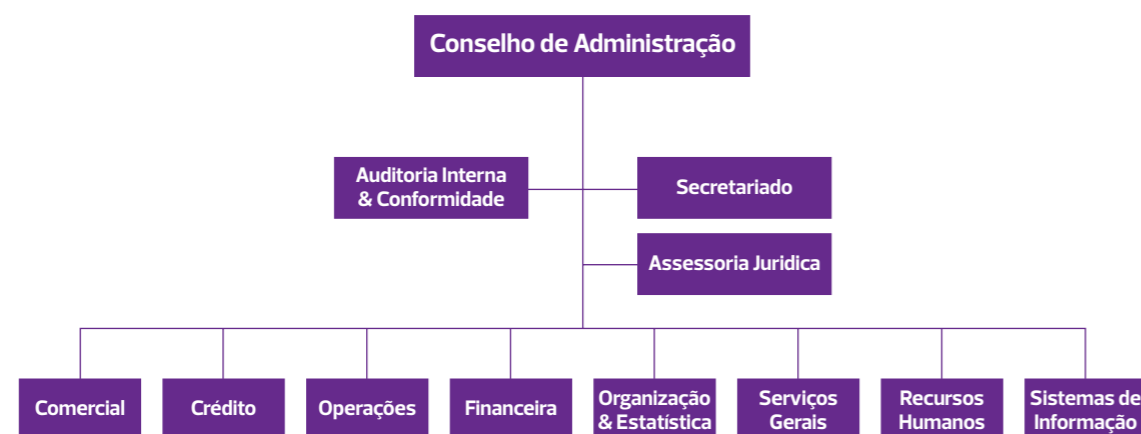 Conselho de Administração
Auditoria Interna
& Conformidade
Secretariado
Assessoria Juridica
Comercial
Crédito
Operações
Financeira
Organização
& Estatística
Serviços
Gerais
Recursos
Humanos
Sistemas de
Informação